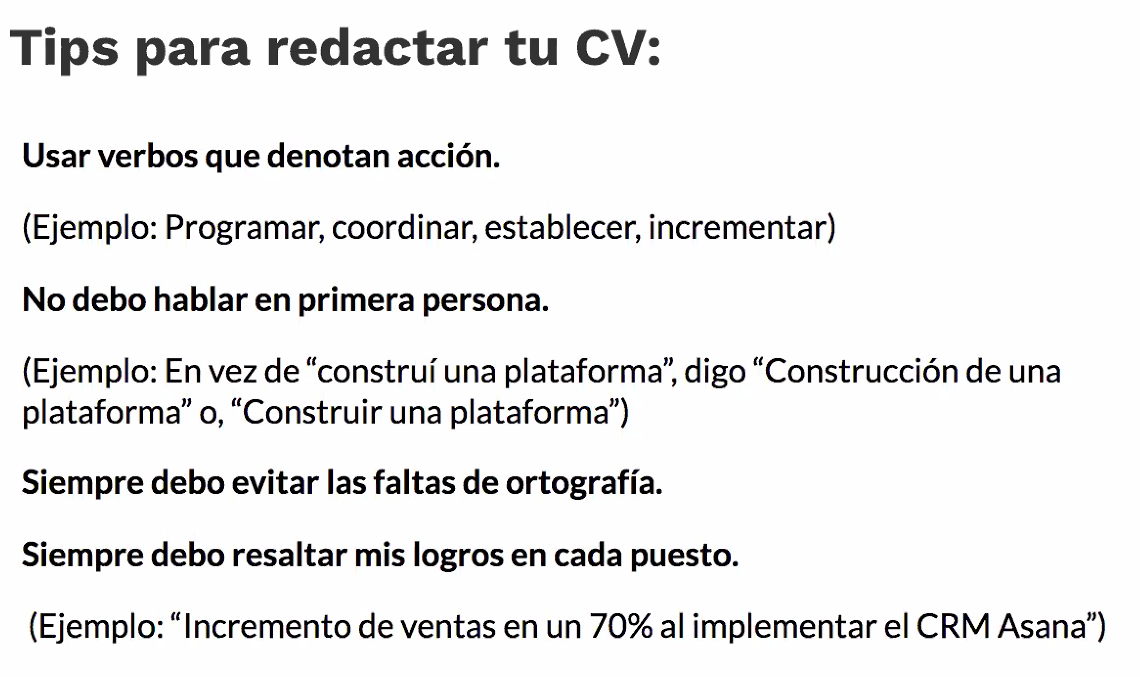 Tips para redactar tu CV:
Usar verbos que denotan acción.
(Ejemplo: Programar, coordinar, establecer, incrementar)
No debo hablar en primera persona.
(Ejemplo: En vez de “construí una plataforma”, digo “Construcción de una
plataforma” o, “Construir una plataforma”)
Siempre debo evitar las faltas de ortografía.
Siempre debo resaltar mis logros en cada puesto.
(Ejemplo: “Incremento de ventas en un 70% al implementar el CRM Asana”)